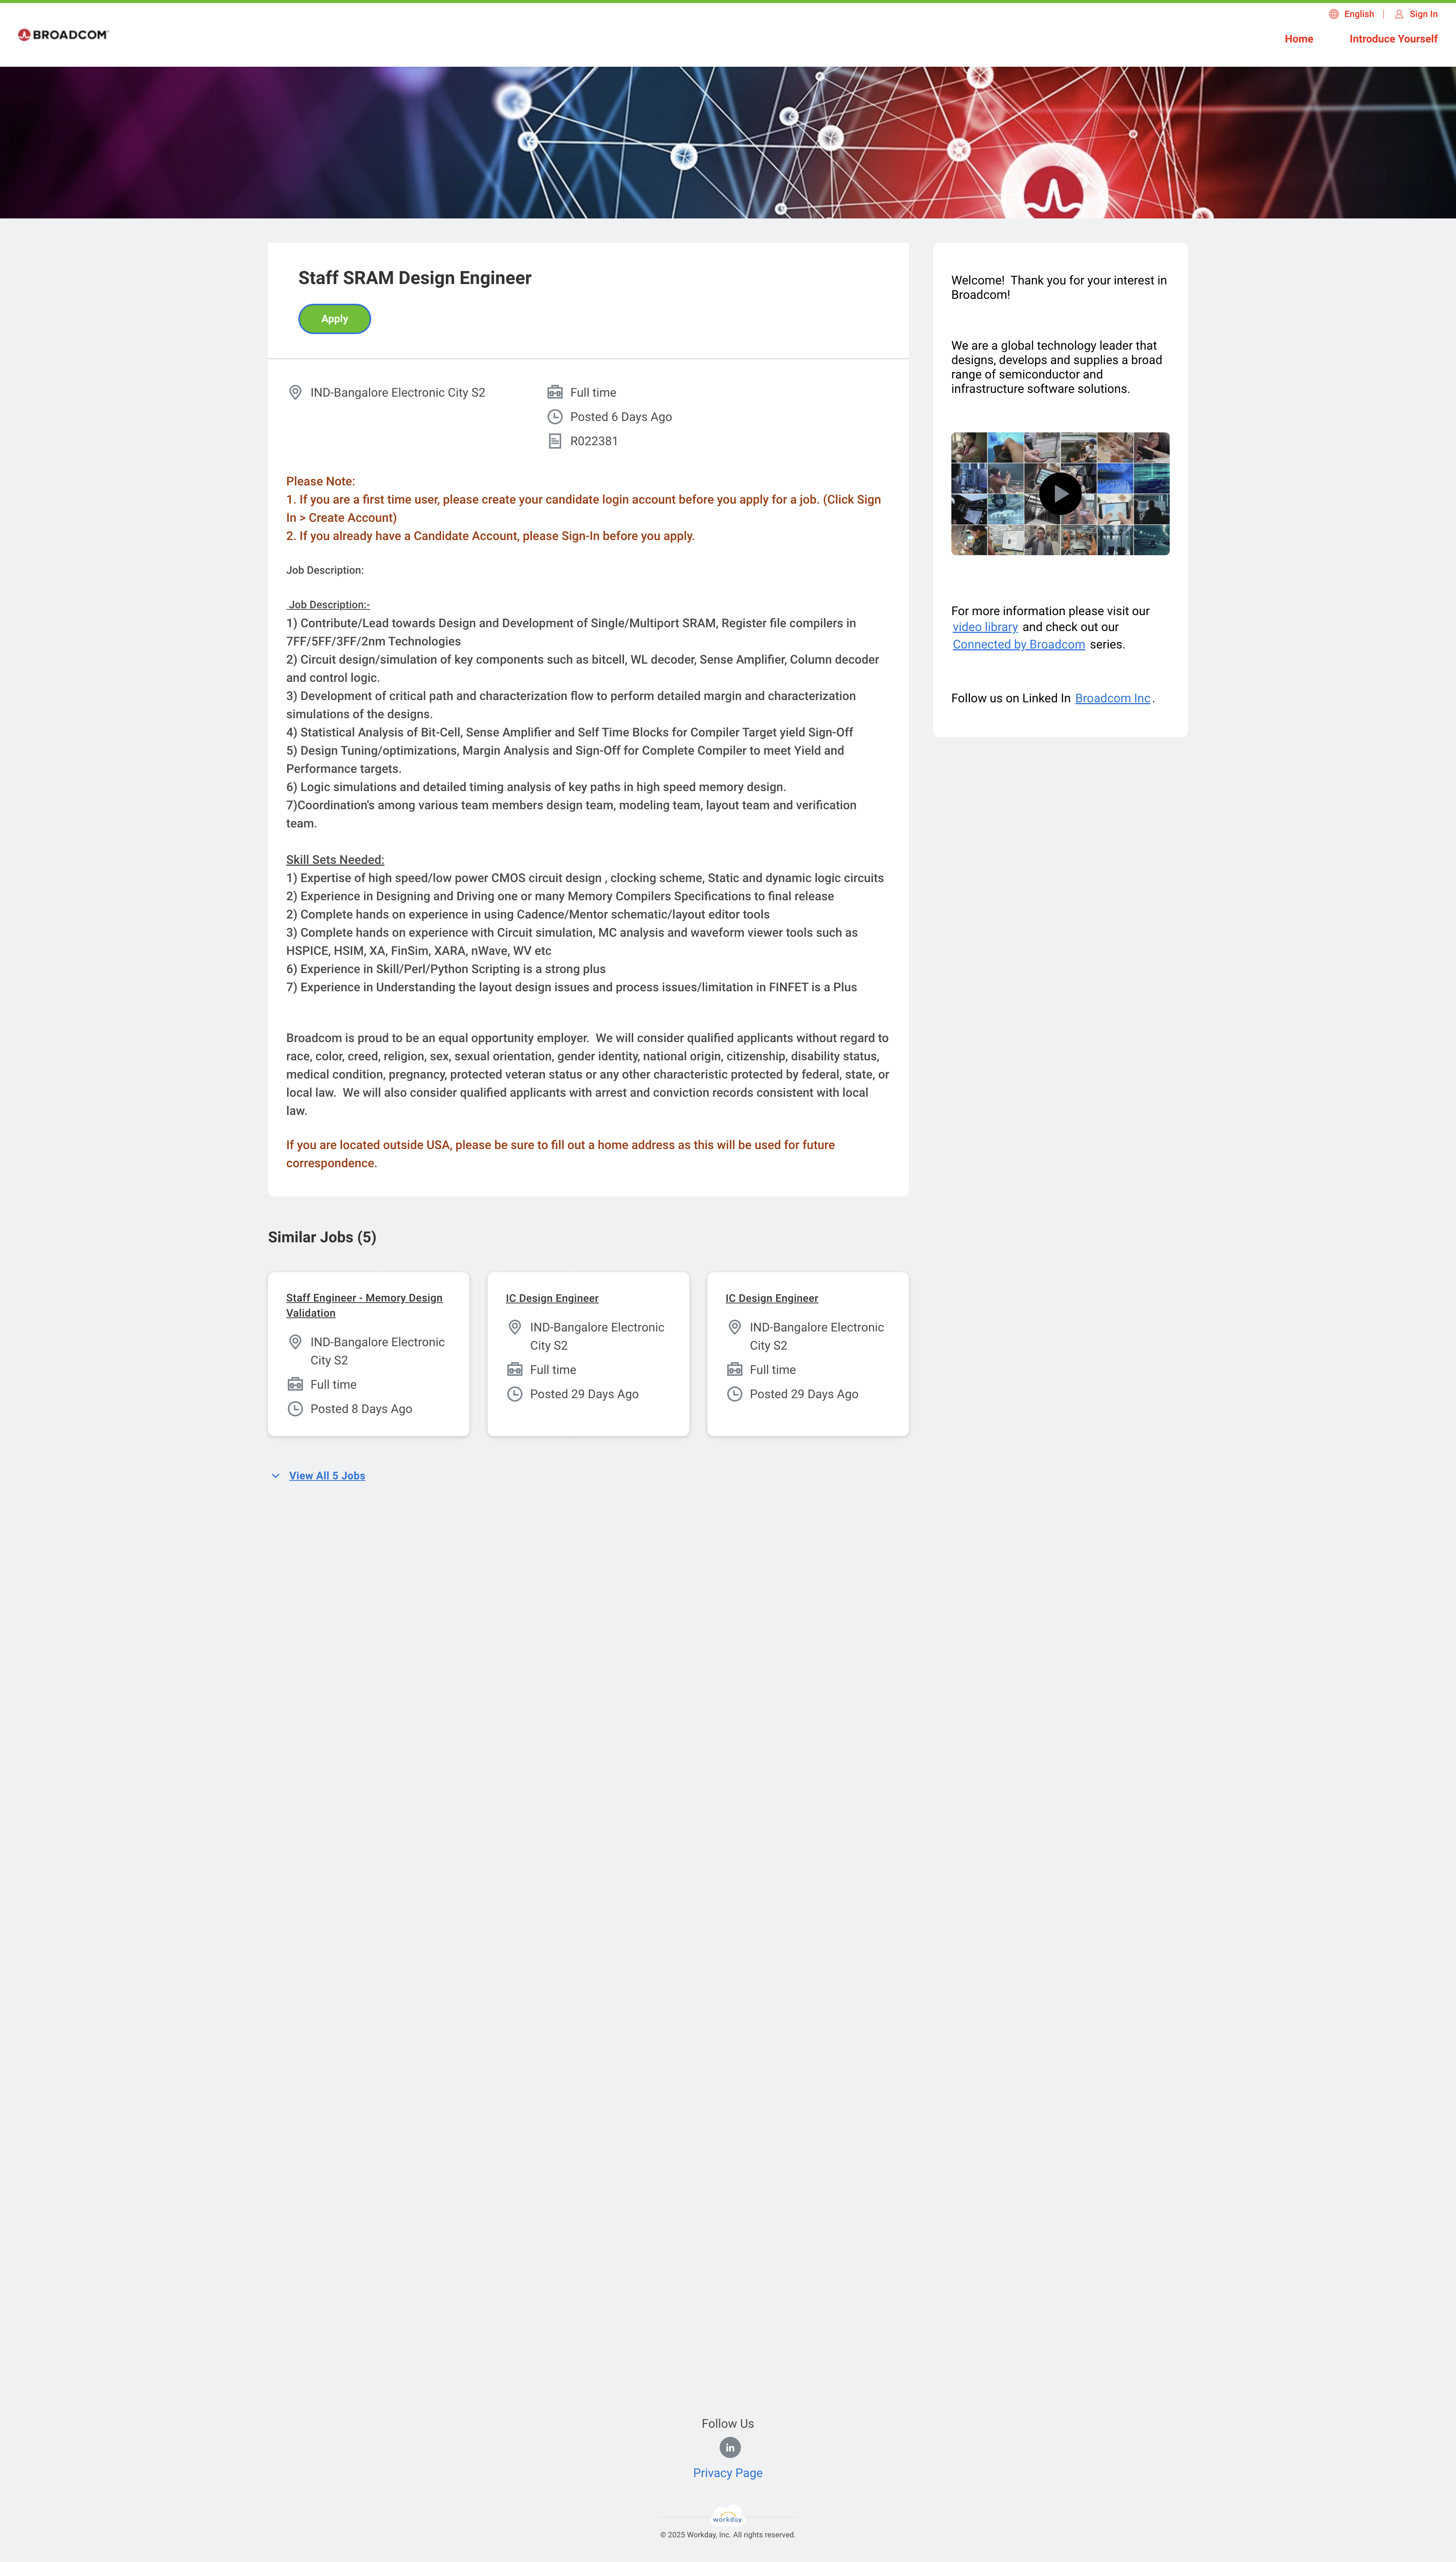 English
Sign In
BROADCOM
Home
Introduce Yourself
Staff SRAM Design Engineer
Apply
IND-Bangalore Electronic City S2
Full time
Posted 6 Days Ago
R022381
Please Note:
1. If you are a first time user, please create your candidate login account before you apply for a job. (Click Sign
In > Create Account)
2. If you already have a Candidate Account, please Sign-In before you apply.
Job Description:
Job Description:-
1) Contribute/Lead towards Design and Development of Single/Multiport SRAM, Register file compilers in
7FF/5FF/3FF/2nm Technologies
2) Circuit design/simulation of key components such as bitcell, WL decoder, Sense Amplifier, Column decoder
and control logic.
3) Development of critical path and characterization flow to perform detailed margin and characterization
simulations of the designs.
4) Statistical Analysis of Bit-Cell, Sense Amplifier and Self Time Blocks for Compiler Target yield Sign-Off
5) Design Tuning/optimizations, Margin Analysis and Sign-Off for Complete Compiler to meet Yield and
Performance targets.
6) Logic simulations and detailed timing analysis of key paths in high speed memory design.
7)Coordination's among various team members design team, modeling team, layout team and verification
team.
Skill Sets Needed:
1) Expertise of high speed/low power CMOS circuit design , clocking scheme, Static and dynamic logic circuits
2) Experience in Designing and Driving one or many Memory Compilers Specifications to final release
2) Complete hands on experience in using Cadence/Mentor schematic/layout editor tools
3) Complete hands on experience with Circuit simulation, MC analysis and waveform viewer tools such as
HSPICE, HSIM, XA, FinSim, XARA, nWave, WV etc
6) Experience in Skill/Perl/Python Scripting is a strong plus
7) Experience in Understanding the layout design issues and process issues/limitation in FINFET is a Plus
Broadcom is proud to be an equal opportunity employer.  We will consider qualified applicants without regard to
race, color, creed, religion, sex, sexual orientation, gender identity, national origin, citizenship, disability status,
medical condition, pregnancy, protected veteran status or any other characteristic protected by federal, state, or
local law.  We will also consider qualified applicants with arrest and conviction records consistent with local
law.
If you are located outside USA, please be sure to fill out a home address as this will be used for future
correspondence.
Welcome!  Thank you for your interest in
Broadcom!
We are a global technology leader that
designs, develops and supplies a broad
range of semiconductor and
infrastructure software solutions.
For more information please visit our
video library and check out our
Connected by Broadcom series.
Follow us on Linked In Broadcom Inc.
Similar Jobs (5)
Staff Engineer - Memory Design
Validation
IND-Bangalore Electronic
City S2
Full time
Posted 8 Days Ago
IC Design Engineer
IND-Bangalore Electronic
City S2
Full time
Posted 29 Days Ago
IC Design Engineer
IND-Bangalore Electronic
City S2
Full time
Posted 29 Days Ago
View All 5 Jobs
Follow Us
in
Privacy Page
workday.
© 2025 Workday, Inc. All rights reserved.